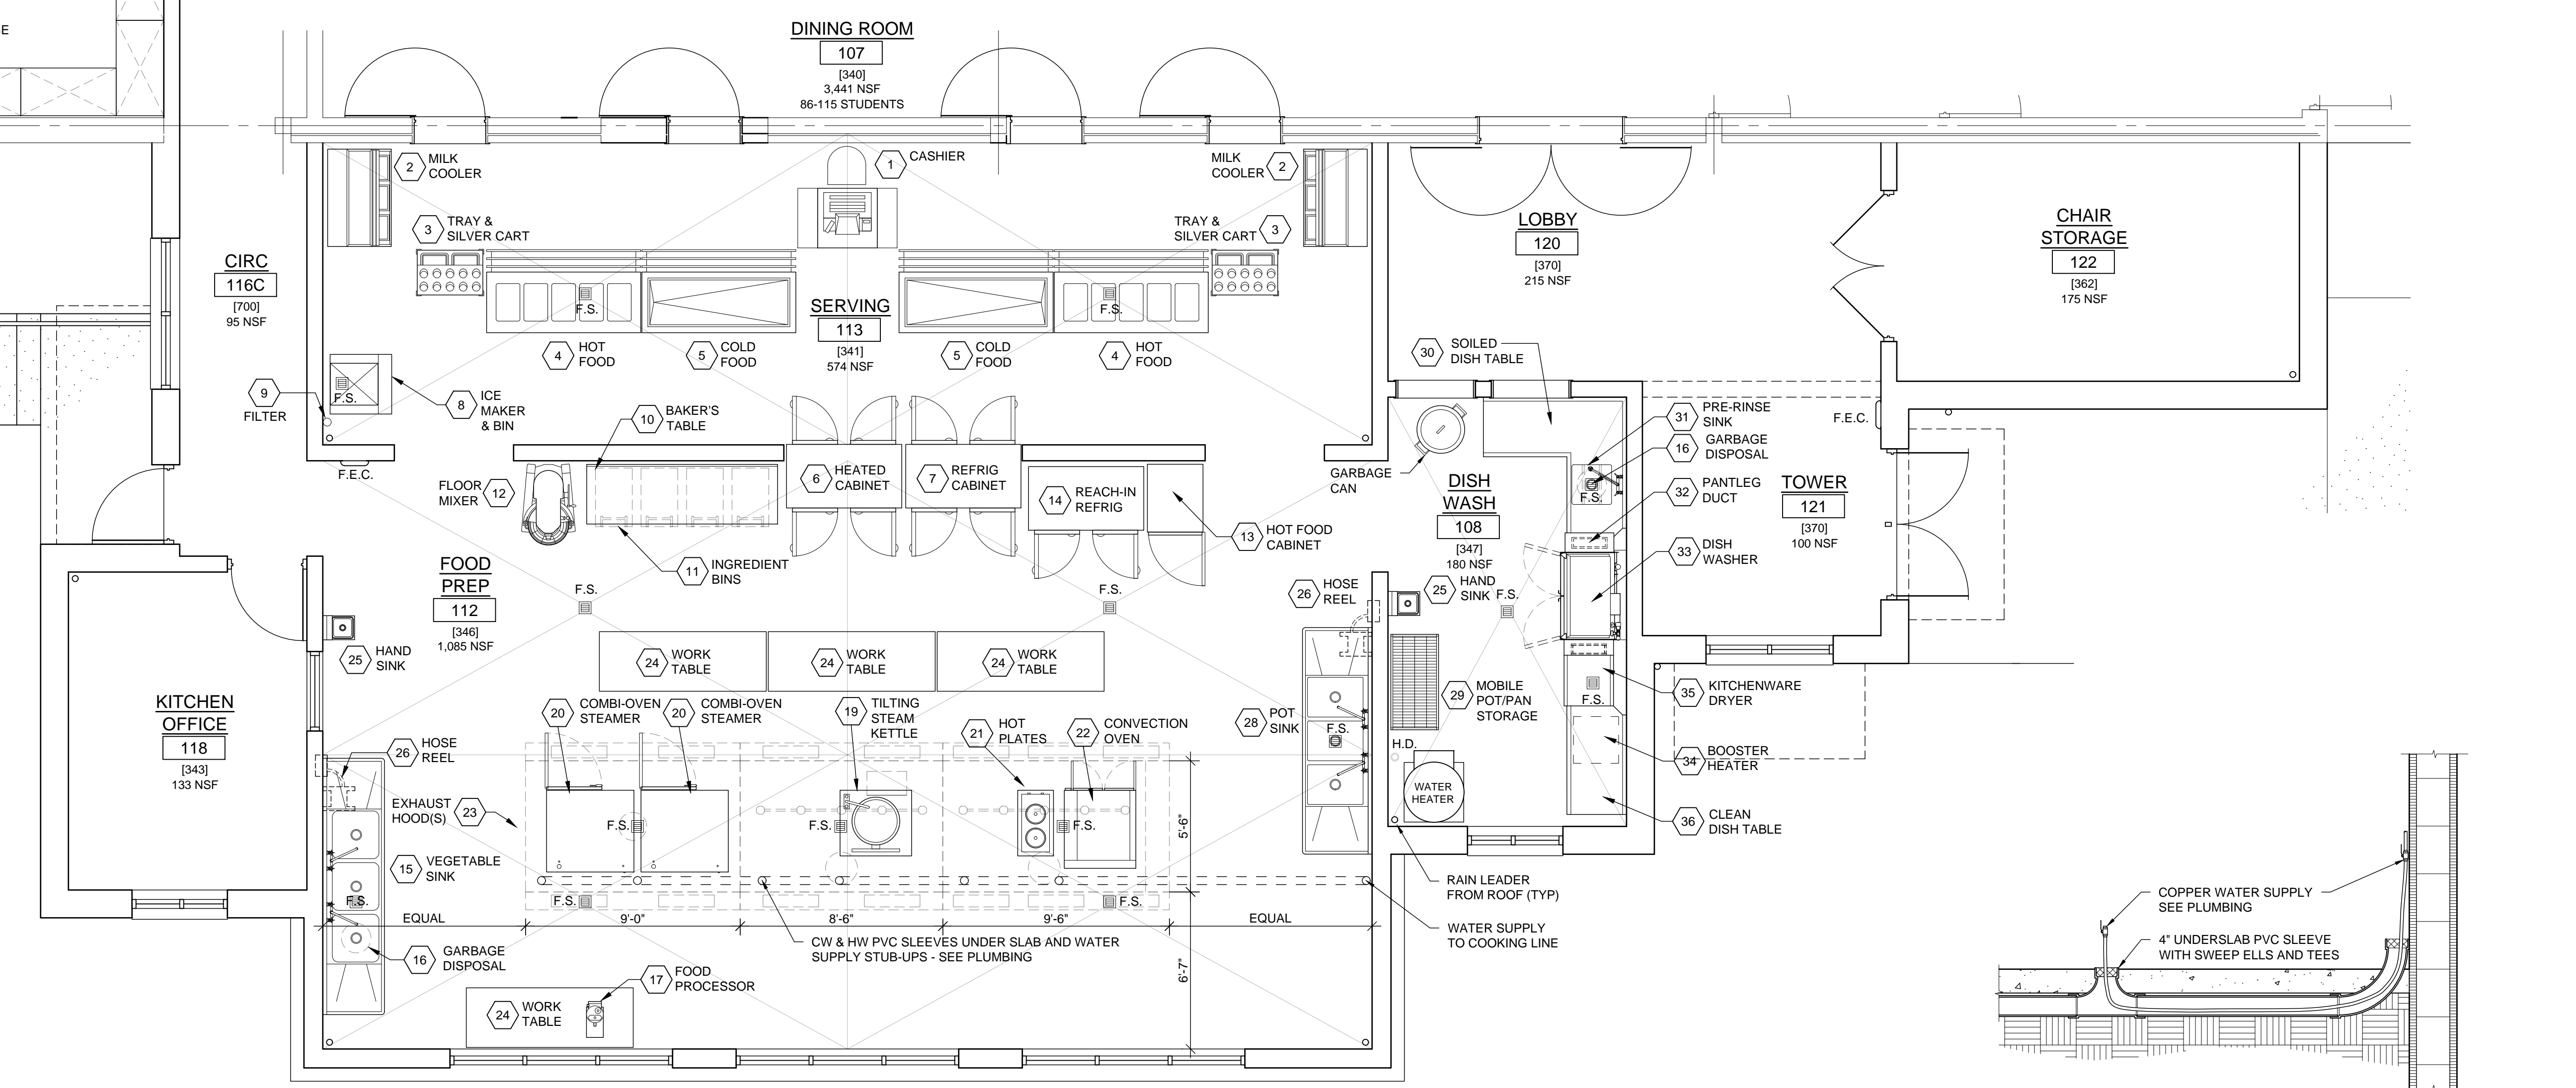 E
DINING ROOM
107
[340]
3,441 NSF
86-115 STUDENTS
2
MILK
COOLER
1
CASHIER
MILK
COOLER
2
3
TRAY &
SILVER CART
TRAY &
SILVER CART
3
CIRC
116C
[700]
95 NSF
F.S.
SERVING
113
[341]
574 NSF
F.S.
4
HOT
FOOD
5
COLD
FOOD
5
COLD
FOOD
4
HOT
FOOD
LOBBY
120
[370]
215 NSF
CHAIR
STORAGE
122
[362]
175 NSF
30
SOILED
DISH TABLE
9
FILTER
F.S.
8
ICE
MAKER
& BIN
10
BAKER'S
TABLE
F.E.C.
12
FLOOR
MIXER
6
HEATED
CABINET
7
REFRIG
CABINET
14
REACH-IN
REFRIG
13
HOT FOOD
CABINET
11
INGREDIENT
BINS
GARBAGE
CAN
31
PRE-RINSE
SINK
16
GARBAGE
DISPOSAL
F.S.
32
PANTLEG
DUCT
33
DISH
WASHER
F.E.C.
TOWER
121
[370]
100 NSF
DISH
WASH
108
[347]
180 NSF
25
HAND
SINK
F.S.
26
HOSE
REEL
FOOD
PREP
112
[346]
1,085 NSF
F.S.
F.S.
25
HAND
SINK
24
WORK
TABLE
24
WORK
TABLE
24
WORK
TABLE
KITCHEN
OFFICE
118
[343]
133 NSF
20
COMBI-OVEN
STEAMER
20
COMBI-OVEN
STEAMER
19
TILTING
STEAM
KETTLE
21
HOT
PLATES
22
CONVECTION
OVEN
28
POT
SINK
F.S.
29
MOBILE
POT/PAN
STORAGE
F.S.
35
KITCHENWARE
DRYER
H.D.
WATER
HEATER
34
BOOSTER
HEATER
36
CLEAN
DISH TABLE
26
HOSE
REEL
EXHAUST
HOOD(S)
23
F.S.
F.S.
F.S.
5'-6"
15
VEGETABLE
SINK
F.S.
F.S.
F.S.
EQUAL
9'-0"
8'-6"
9'-6"
EQUAL
RAIN LEADER
FROM ROOF (TYP)
WATER SUPPLY
TO COOKING LINE
CW & HW PVC SLEEVES UNDER SLAB AND WATER
SUPPLY STUB-UPS - SEE PLUMBING
6'-7"
16
GARBAGE
DISPOSAL
17
FOOD
PROCESSOR
24
WORK
TABLE
COPPER WATER SUPPLY
SEE PLUMBING
4" UNDERSLAB PVC SLEEVE
WITH SWEEP ELLS AND TEES